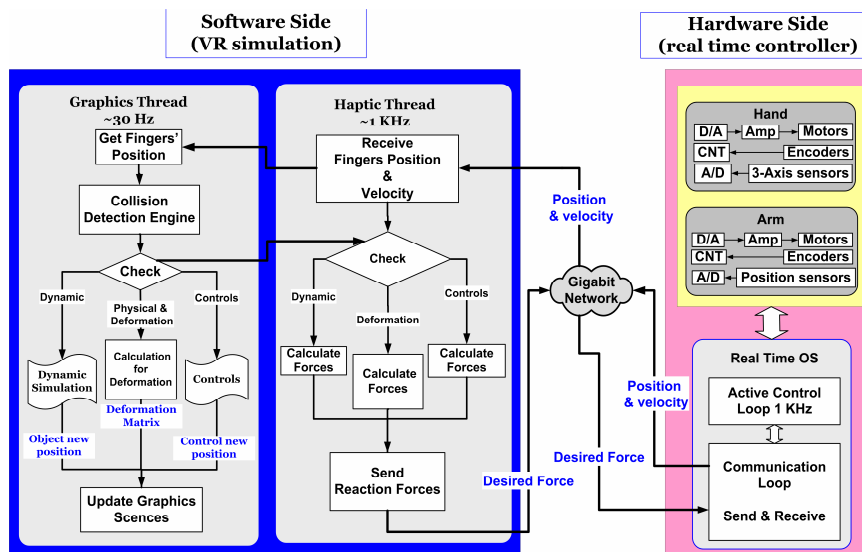 Software Side
(VR simulation)
Hardware Side
(real time controller)
Graphics Thread
~30 Hz
Get Fingers'
Position
Collision
Detection Engine
Check
Dynamic
Physical &
Deformation
Controls
Dynamic
Simulation
Calculation
for
Deformation
Controls
Deformation
Matrix
Object new
position
Control new
position
Update Graphics
Scences
Haptic Thread
~1 KHz
Receive
Fingers Position
&
Velocity
Check
Dynamic
Deformation
Controls
Calculate
Forces
Calculate
Forces
Calculate
Forces
Send
Reaction Forces
Position
& velocity
Gigabit
Network
Position
& velocity
Desired Force
Desired Force
Hand
D/A
Amp
Motors
CNT
Encoders
A/D
3-Axis sensors
Arm
D/A
Amp
Motors
CNT
Encoders
A/D
Position sensors
Real Time OS
Active Control
Loop 1 KHz
Communication
Loop
Send & Receive